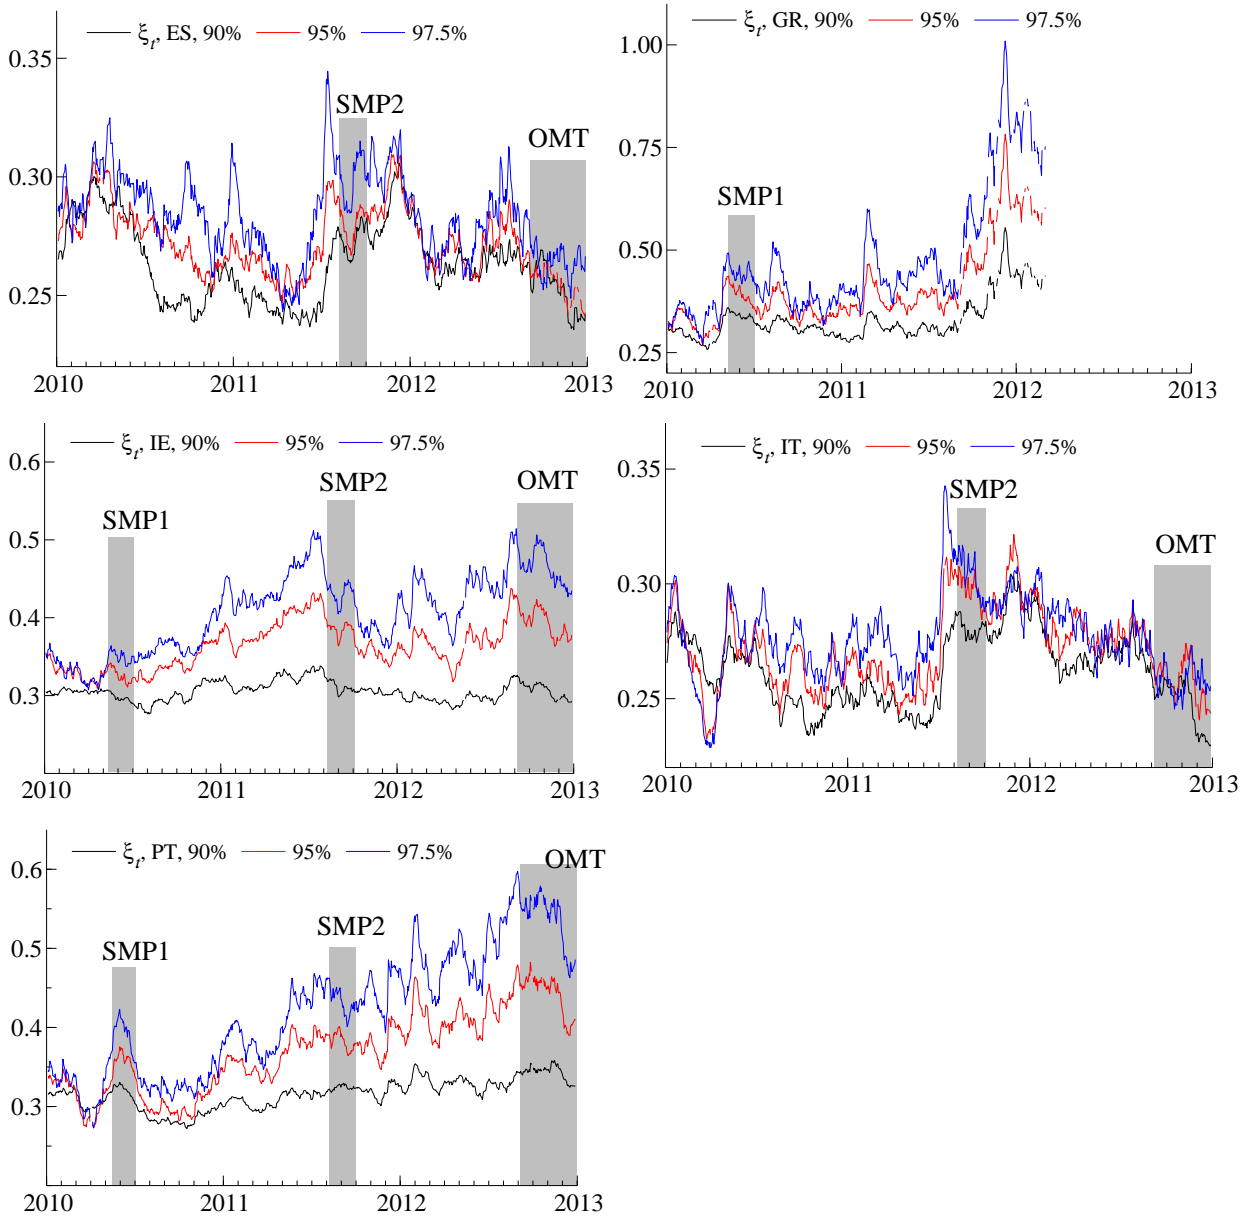 ξt, ES, 90% 95% 97.5%
0.35
SMP2
OMT
0.30
0.25
2010 2011 2012 2013
ξt, GR, 90% 95% 97.5%
1.00
0.75
SMP1
0.50
0.25
2010 2011 2012 2013
ξt, IE, 90% 95% 97.5%
0.6
SMP2 OMT
SMP1
0.5
0.4
0.3
2010 2011 2012 2013
ξt, IT, 90% 95% 97.5%
0.35
SMP2
OMT
0.30
0.25
2010 2011 2012 2013
ξt, PT, 90% 95% 97.5%
OMT
0.6
SMP2
SMP1
0.5
0.4
0.3
2010 2011 2012 2013